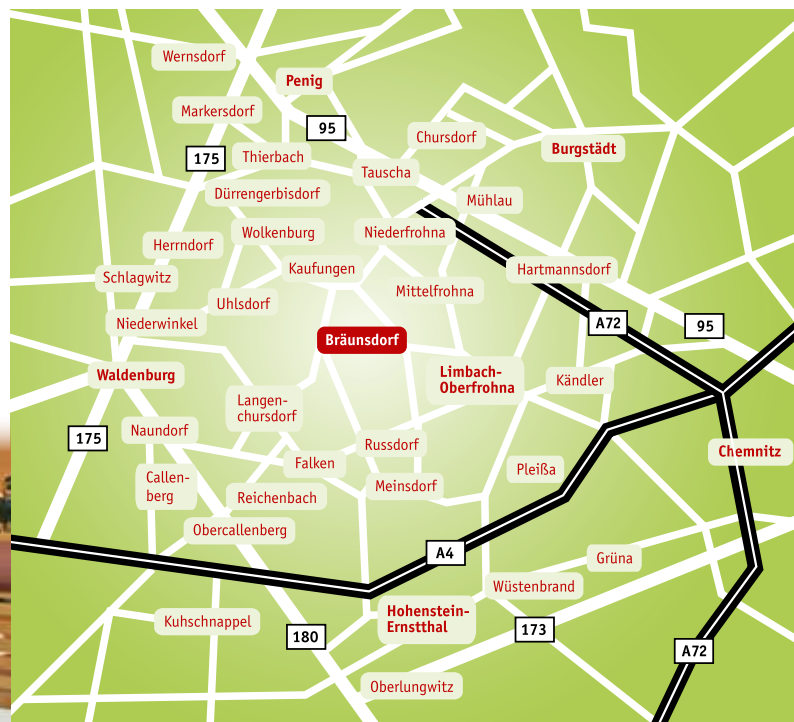 Wernsdorf
Penig
Markersdorf
95
Chursdorf
Burgstädt
175
Thierbach
Tauscha
Dürrengerbisdorf
Mühlau
Herrndorf
Wolkenburg
Niederfrohna
Schlagwitz
Kaufungen
Hartmannsdorf
Uhlsdorf
Mittelfrohna
Niederwinkel
A72
95
Bräunsdorf
Waldenburg
Limbach-
Oberfrohna
Kändler
Langen-
chursdorf
175
Naundorf
Russdorf
Chemnitz
Falken
Pleißa
Callen-
berg
Reichenbach
Meinsdorf
Obercallenberg
A4
Grüna
Wüstenbrand
Kuhschnappel
180
Hohenstein-
Ernstthal
173
A72
Oberlungwitz